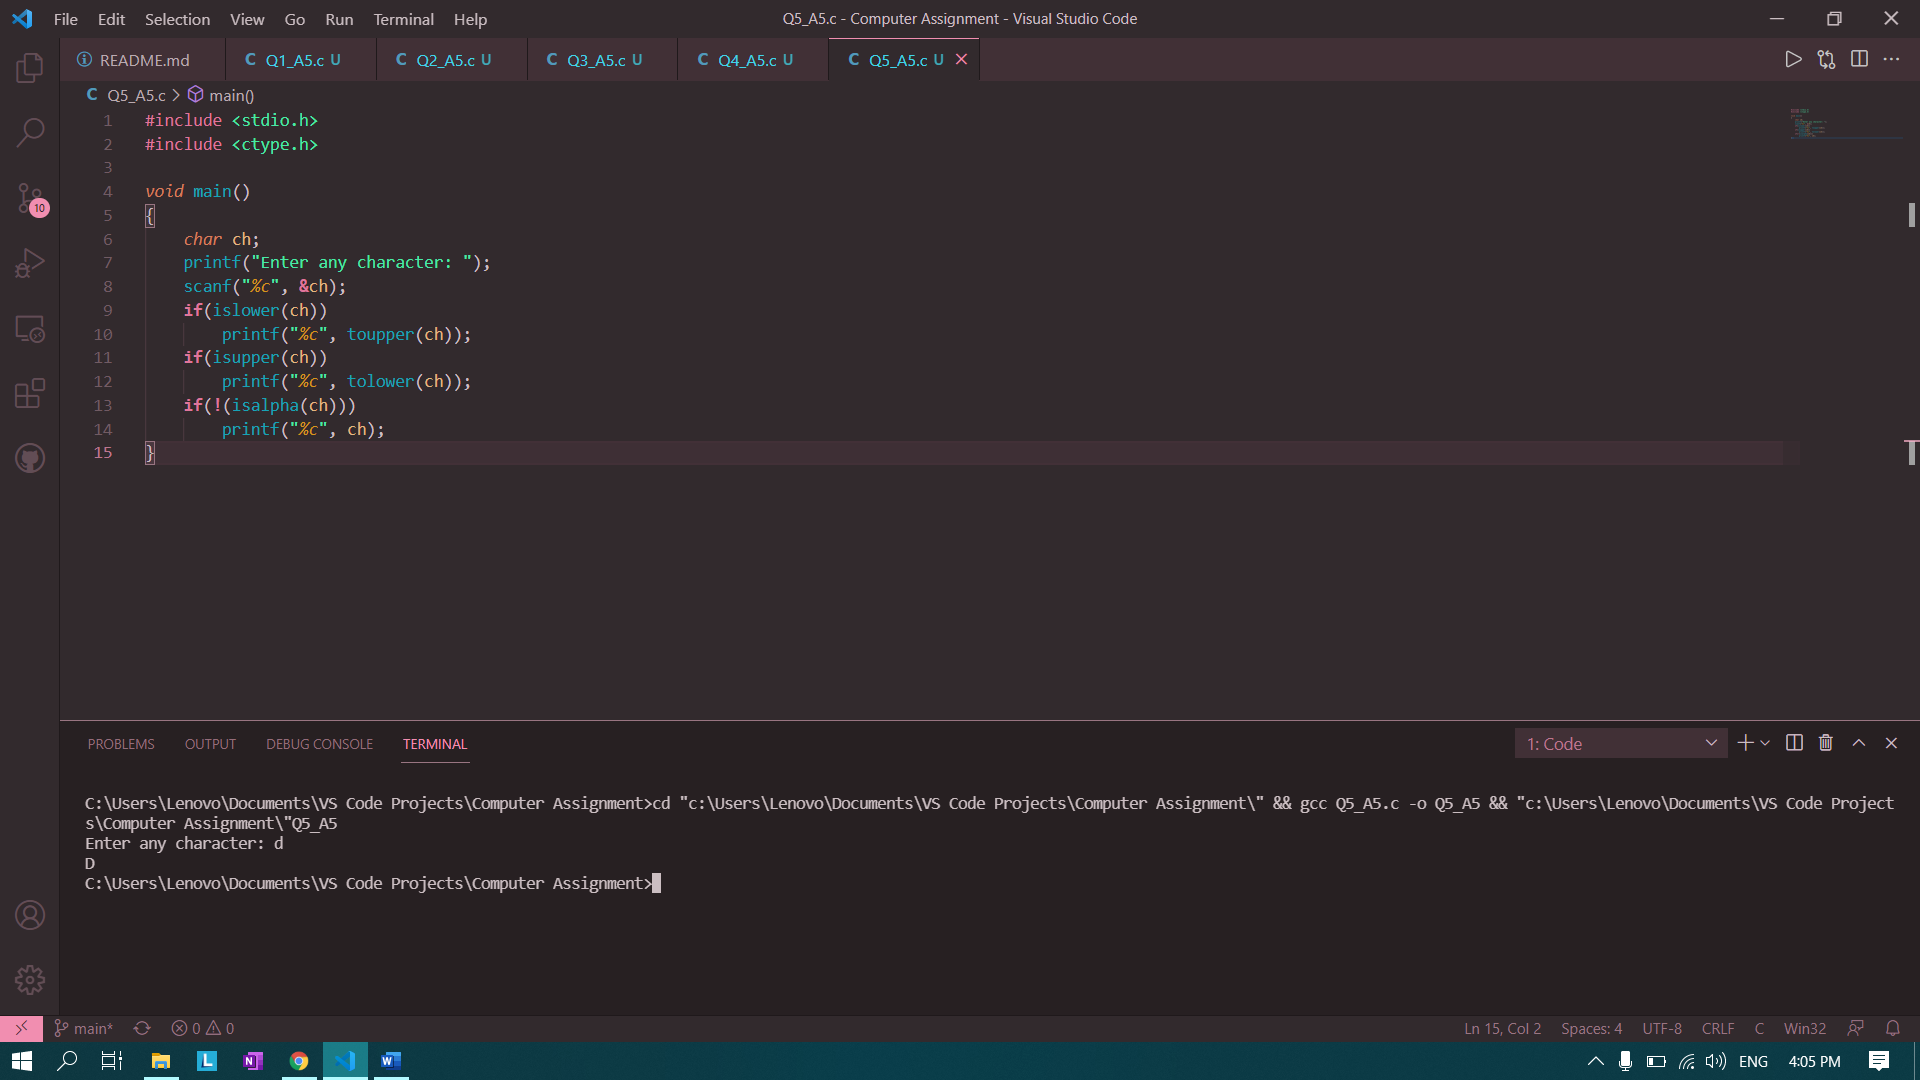 File Edit Selection View Go Run Terminal Help Q5_A5.c - Computer Assignment - Visual Studio Code
README.md C Q1_A5.c U C Q2_A5.c U C Q3_A5.c U C Q4_A5.c U C Q5_A5.c U
C Q5_A5.c > main()
1 #include <stdio.h>
2 #include <ctype.h>
3
4 void main()
5 {
6 char ch;
7 printf("Enter any character: ");
8 scanf("%c", &ch);
9 if(islower(ch))
10 printf("%c", toupper(ch));
11 if(isupper(ch))
12 printf("%c", tolower(ch));
13 if(!(isalpha(ch)))
14 printf("%c", ch);
15 }
10
PROBLEMS OUTPUT DEBUG CONSOLE TERMINAL 1: Code
C:\Users\Lenovo\Documents\VS Code Projects\Computer Assignment>cd "c:\Users\Lenovo\Documents\VS Code Projects\Computer Assignment\" && gcc Q5_A5.c -o Q5_A5 && "c:\Users\Lenovo\Documents\VS Code Project
s\Computer Assignment\"Q5_A5
Enter any character: d
D
C:\Users\Lenovo\Documents\VS Code Projects\Computer Assignment>
main* 0 0 Ln 15, Col 2 Spaces: 4 UTF-8 CRLF C Win32
L N W ENG 4:05 PM